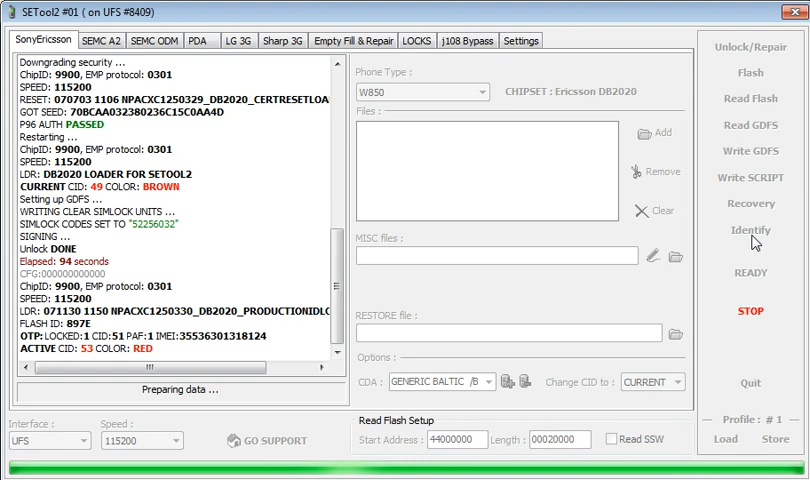 SETool2 #01 ( on UFS #8409)
SonyEricsson SEMC A2 SEMC ODM PDA LG 3G Sharp 3G Empty Fill & Repair LOCKS j108 Bypass Settings
Downgrading security ...
ChipID: 9900, EMP protocol: 0301
SPEED: 115200
RESET: 070703 1106 NPACXC1250329_DB2020_CERTRESETLOA
GOT SEED: 70BCAA032380236C15C0AA4D
P96 AUTH PASSED
Restarting ...
ChipID: 9900, EMP protocol: 0301
SPEED: 115200
LDR: DB2020 LOADER FOR SETOOL2
CURRENT CID: 49 COLOR: BROWN
Setting up GDFS ...
WRITING CLEAR SIMLOCK UNITS ...
SIMLOCK CODES SET TO "52256032"
SIGNING ...
Unlock DONE
Elapsed: 94 seconds
CFG:000000000000
ChipID: 9900, EMP protocol: 0301
SPEED: 115200
LDR: 071130 1150 NPACXC1250330_DB2020_PRODUCTIONIDLO
FLASH ID: 897E
OTP: LOCKED:1 CID:51 PAF:1 IMEI:35536301318124
ACTIVE CID: 53 COLOR: RED
Preparing data ...
Phone Type :
W850
CHIPSET : Ericsson DB2020
Files :
Add
Remove
Clear
MISC files :
RESTORE file :
Options :
CDA : GENERIC BALTIC /B Change CID to : CURRENT
Unlock/Repair
Flash
Read Flash
Read GDFS
Write GDFS
Write SCRIPT
Recovery
Identify
READY
STOP
Quit
Profile : # 1
Load Store
Interface :
UFS
Speed :
115200
GO SUPPORT
Read Flash Setup
Start Address : 44000000 Length : 00020000 Read SSW